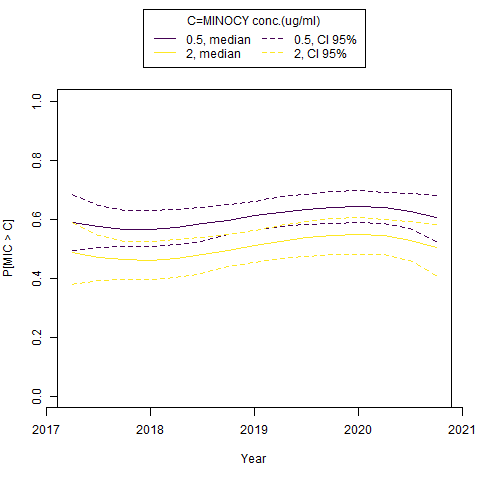 C=MINOCY conc.(ug/ml)
0.5, median 0.5, CI 95%
2, median 2, CI 95%
1.0
0.8
0.6
0.4
0.2
0.0
P[MIC > C]
2017 2018 2019 2020 2021
Year